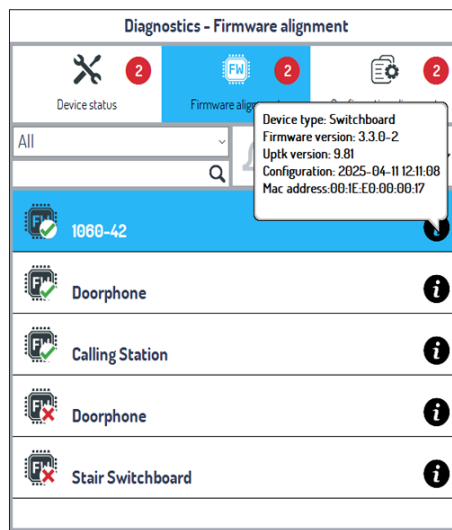 Diagnostics - Firmware alignment
2
FW
2
2
Device status
Firmware
Device type: Switchboard
Firmware version: 3.3.0-2
Uptk version: 9.81
Configuration: 2025-04-11 12:11:08
Mac address:00:1E:E0:00:00:17
All
FW
1060-42
i
FW
Doorphone
i
FW
Calling Station
i
FW
Doorphone
i
FW
Stair Switchboard
i